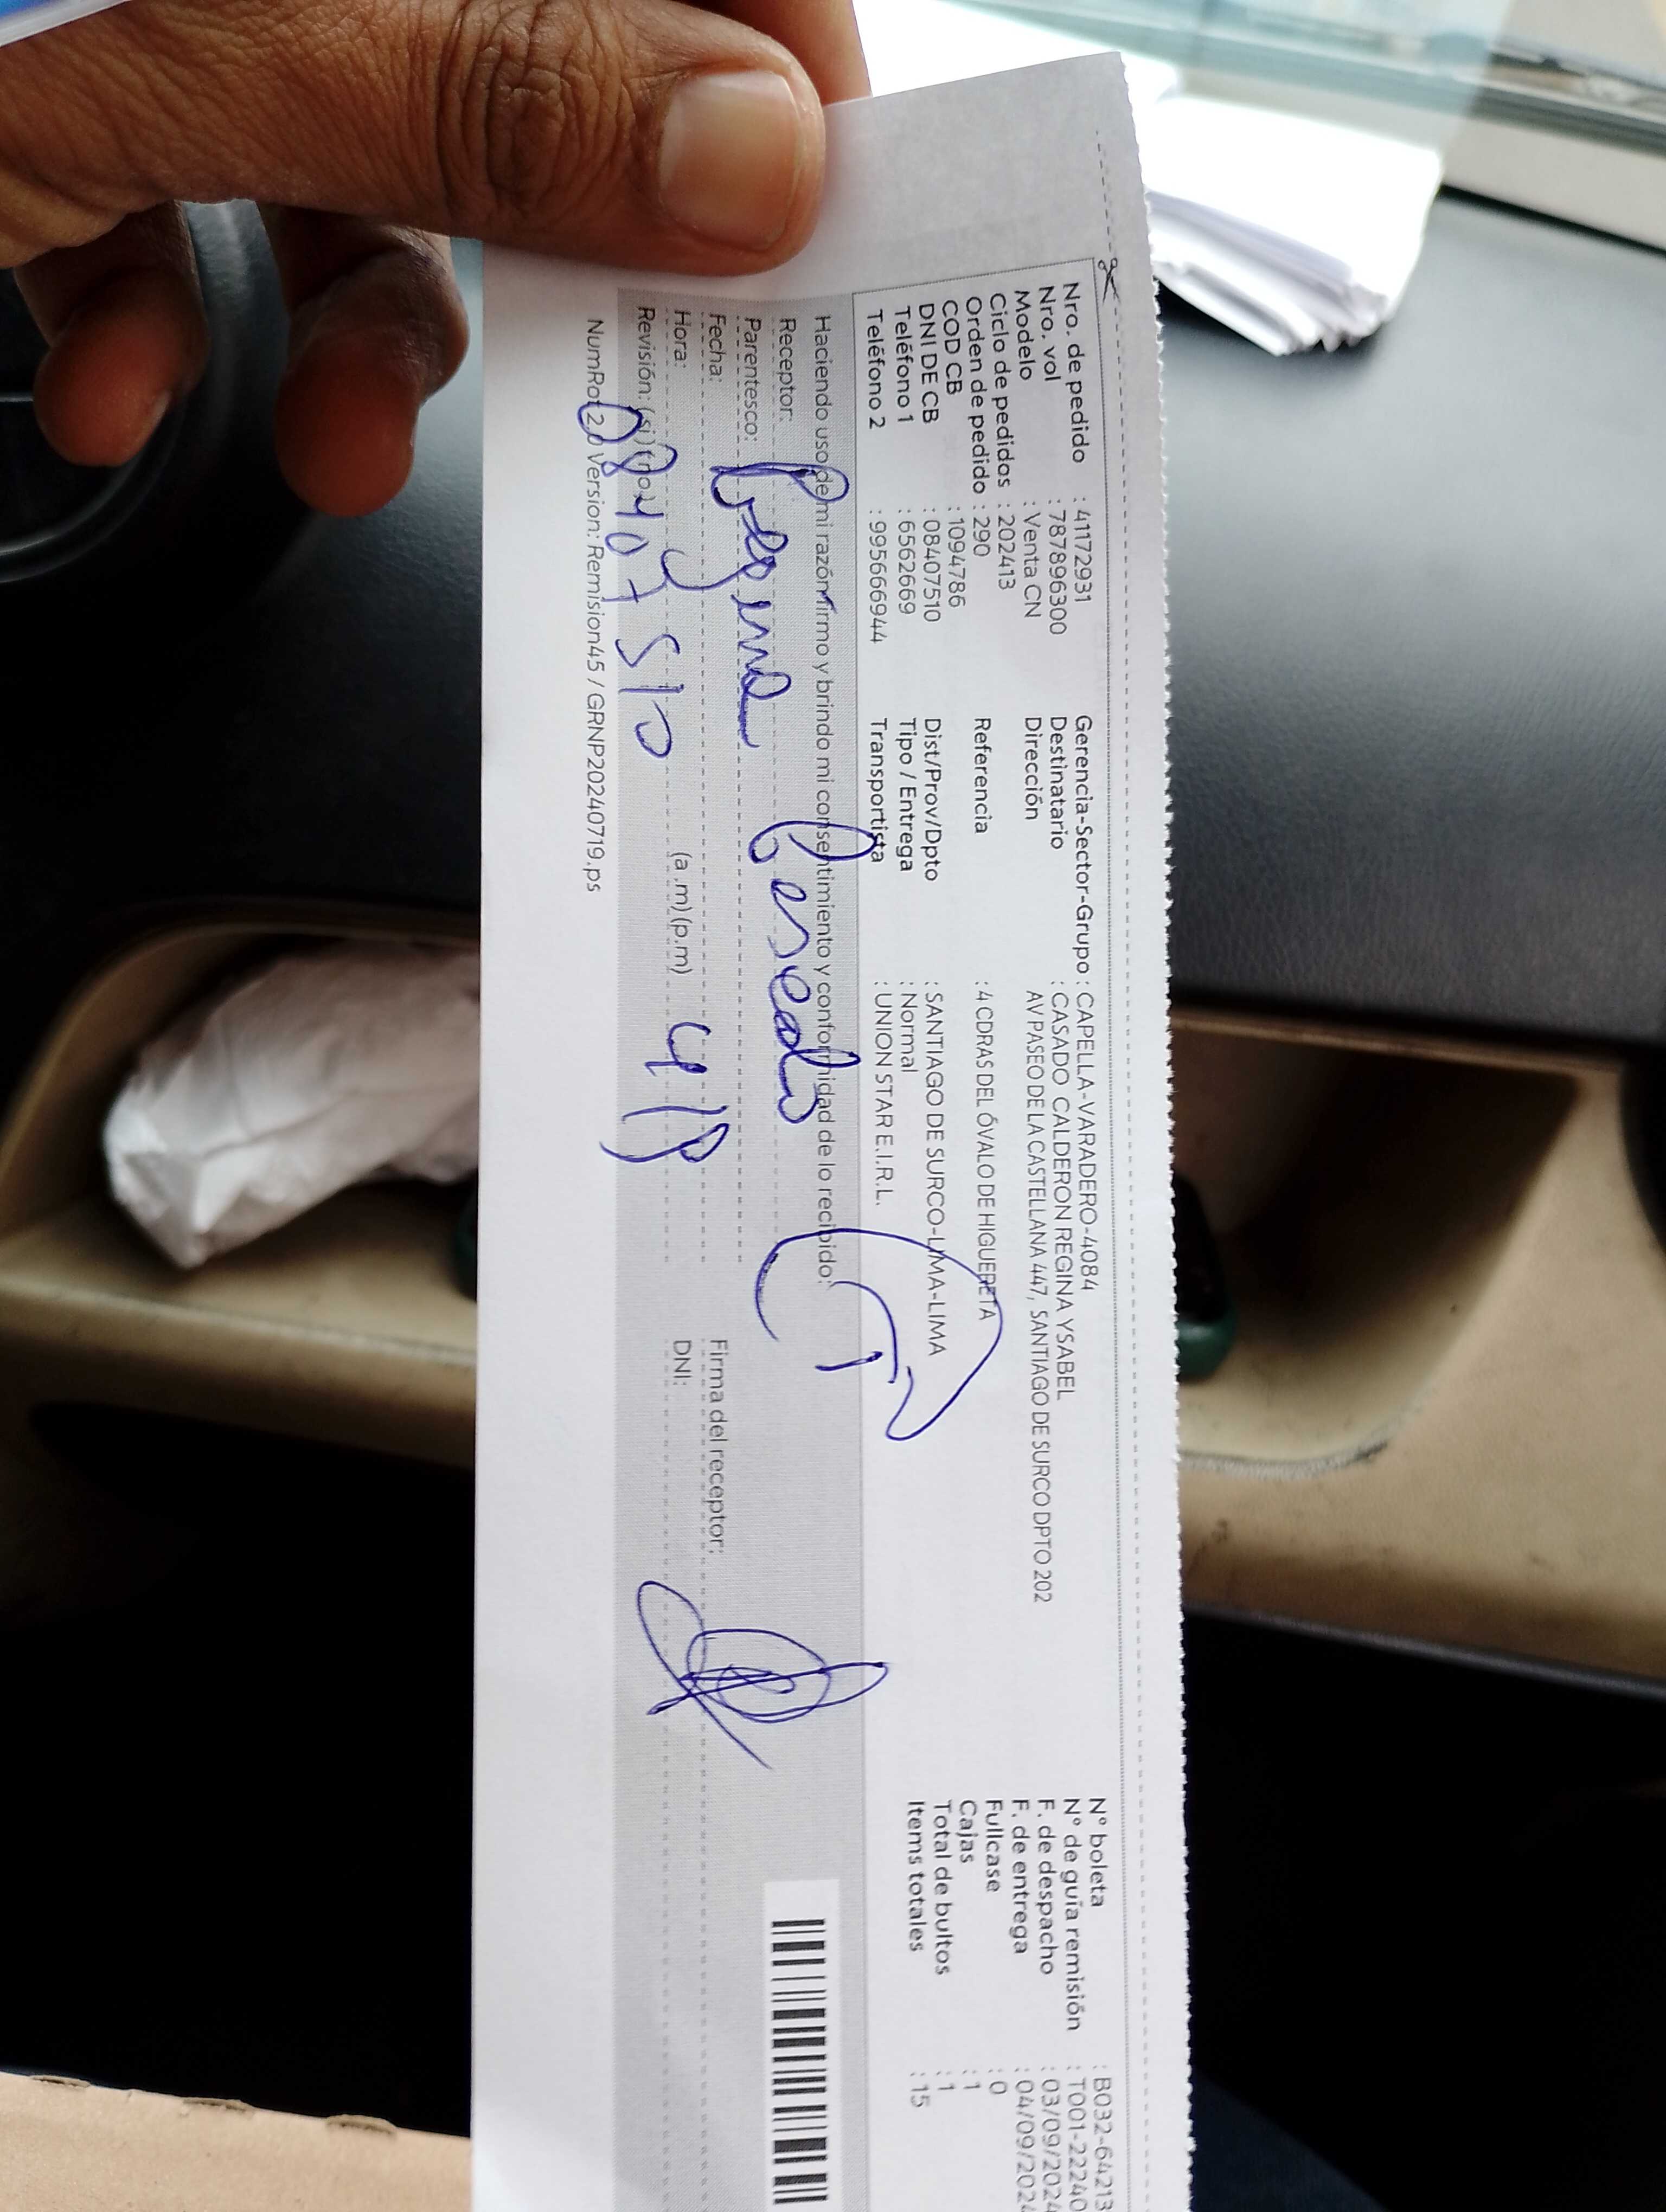 Nro. de pedido : 41172931
Nro. vol : 787896300
Modelo : Venta CN
Ciclo de pedidos : 202413
Orden de pedido : 290
COD CB : 1094786
DNI DE CB : 08407510
Teléfono 1 : 6562669
Teléfono 2 : 995666944
Gerencia-Sector-Grupo : CAPELLA-VARADERO-4084
Destinatario : CASADO CALDERON REGINA YSABEL
Dirección AV PASEO DE LA CASTELLANA 447, SANTIAGO DE SURCO DPTO 202
Referencia : 4 CDRAS DEL ÓVALO DE HIGUERETA
Dist/Prov/Dpto : SANTIAGO DE SURCO-LIMA-LIMA
Tipo / Entrega : Normal
Transportista : UNION STAR E.I.R.L.
N° boleta : B032-64213
N° de guía remisión : T001-22240
F. de despacho : 03/09/2024
F. de entrega : 04/09/2024
Fullcase : 0
Cajas : 1
Total de bultos : 1
Items totales : 15
Haciendo uso de mi razón firmo y brindo mi consentimiento y conformidad de lo recibido:
Receptor:
Regina Casado
Parentesco:
Fecha:
Firma del receptor:
Hora: (a .m) (p.m)
DNI:
Revisión: (si) (no)
08407510
NumRot2.0 Version: Remision45 / GRNP20240719.ps